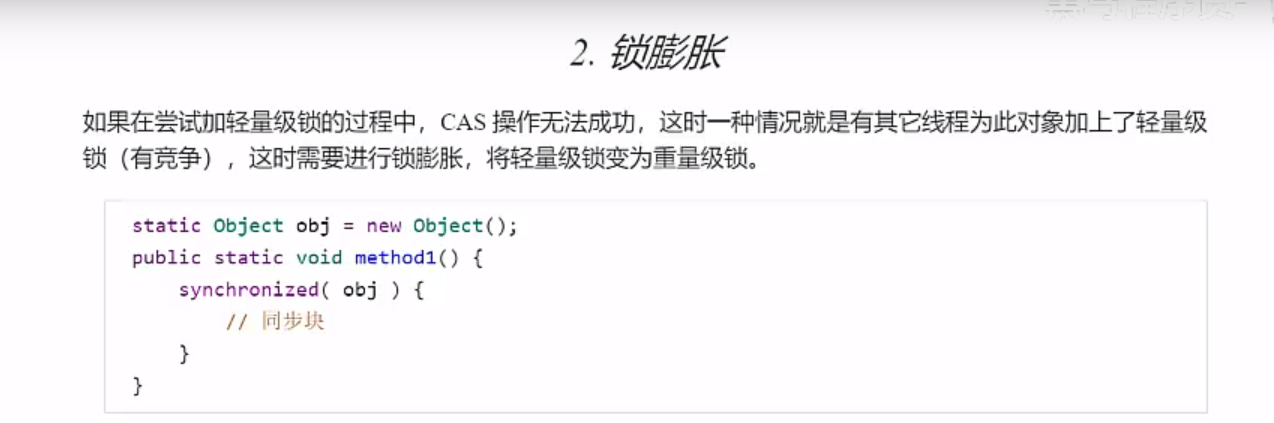 2. 锁膨胀
如果在尝试加轻量级锁的过程中，CAS 操作无法成功，这时一种情况就是有其它线程为此对象加上了轻量级
锁（有竞争），这时需要进行锁膨胀，将轻量级锁变为重量级锁。
static Object obj = new Object();
public static void method1() {
    synchronized( obj ) {
        // 同步块
    }
}